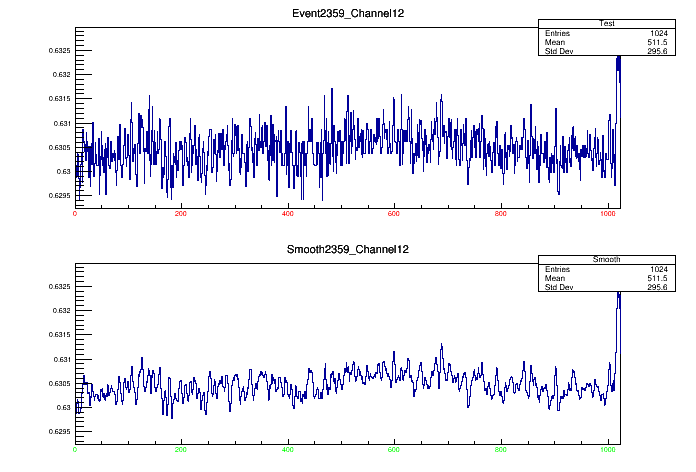 Event2359_Channel12
Test
Entries 1024
Mean 511.5
Std Dev 295.6
0.6325
0.632
0.6315
0.631
0.6305
0.63
0.6295
0 200 400 600 800 1000
Smooth2359_Channel12
Smooth
Entries 1024
Mean 511.5
Std Dev 295.6
0.6325
0.632
0.6315
0.631
0.6305
0.63
0.6295
0 200 400 600 800 1000